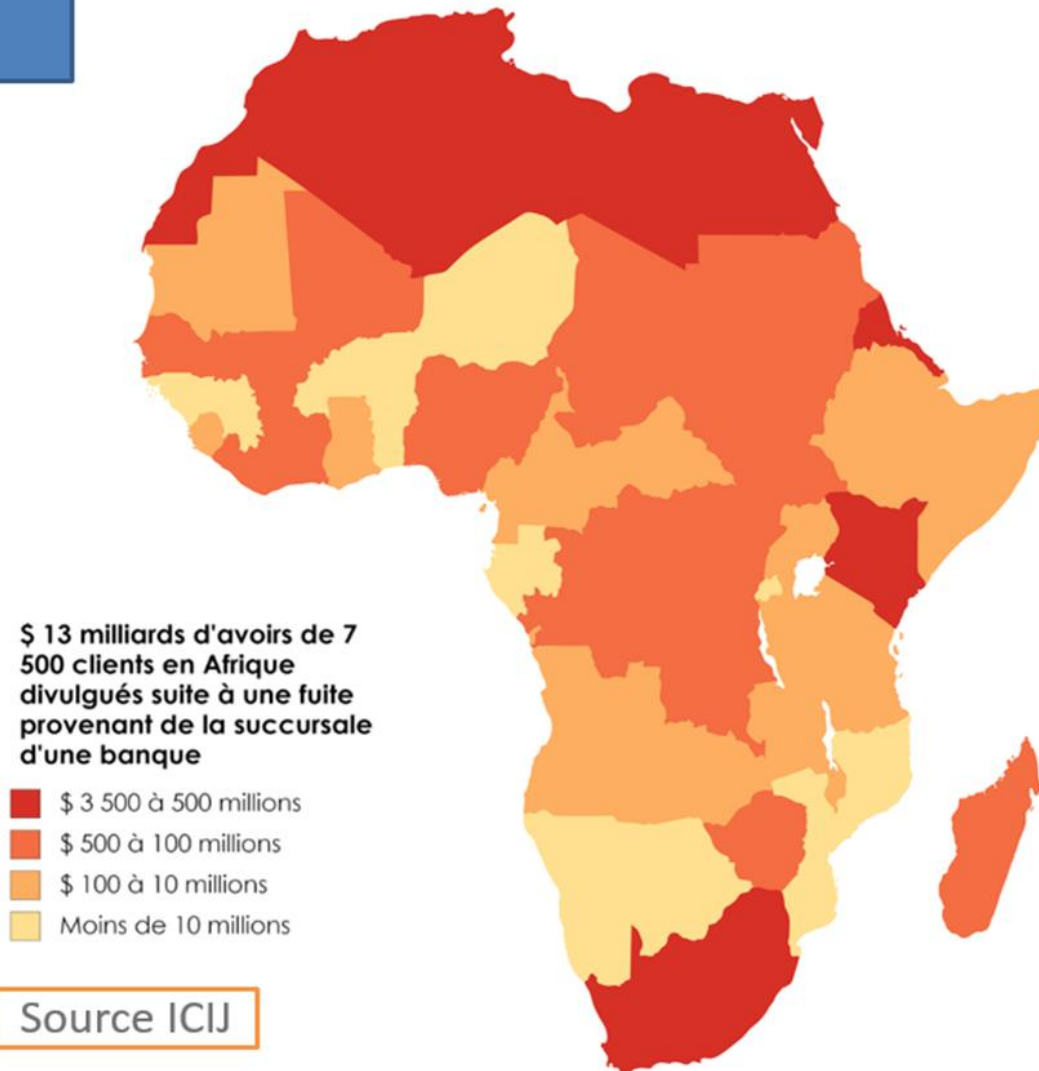 $ 13 milliards d'avoirs de 7
500 clients en Afrique
divulgués suite à une fuite
provenant de la succursale
d'une banque
$ 3 500 à 500 millions
$ 500 à 100 millions
$ 100 à 10 millions
Moins de 10 millions
Source ICIJ